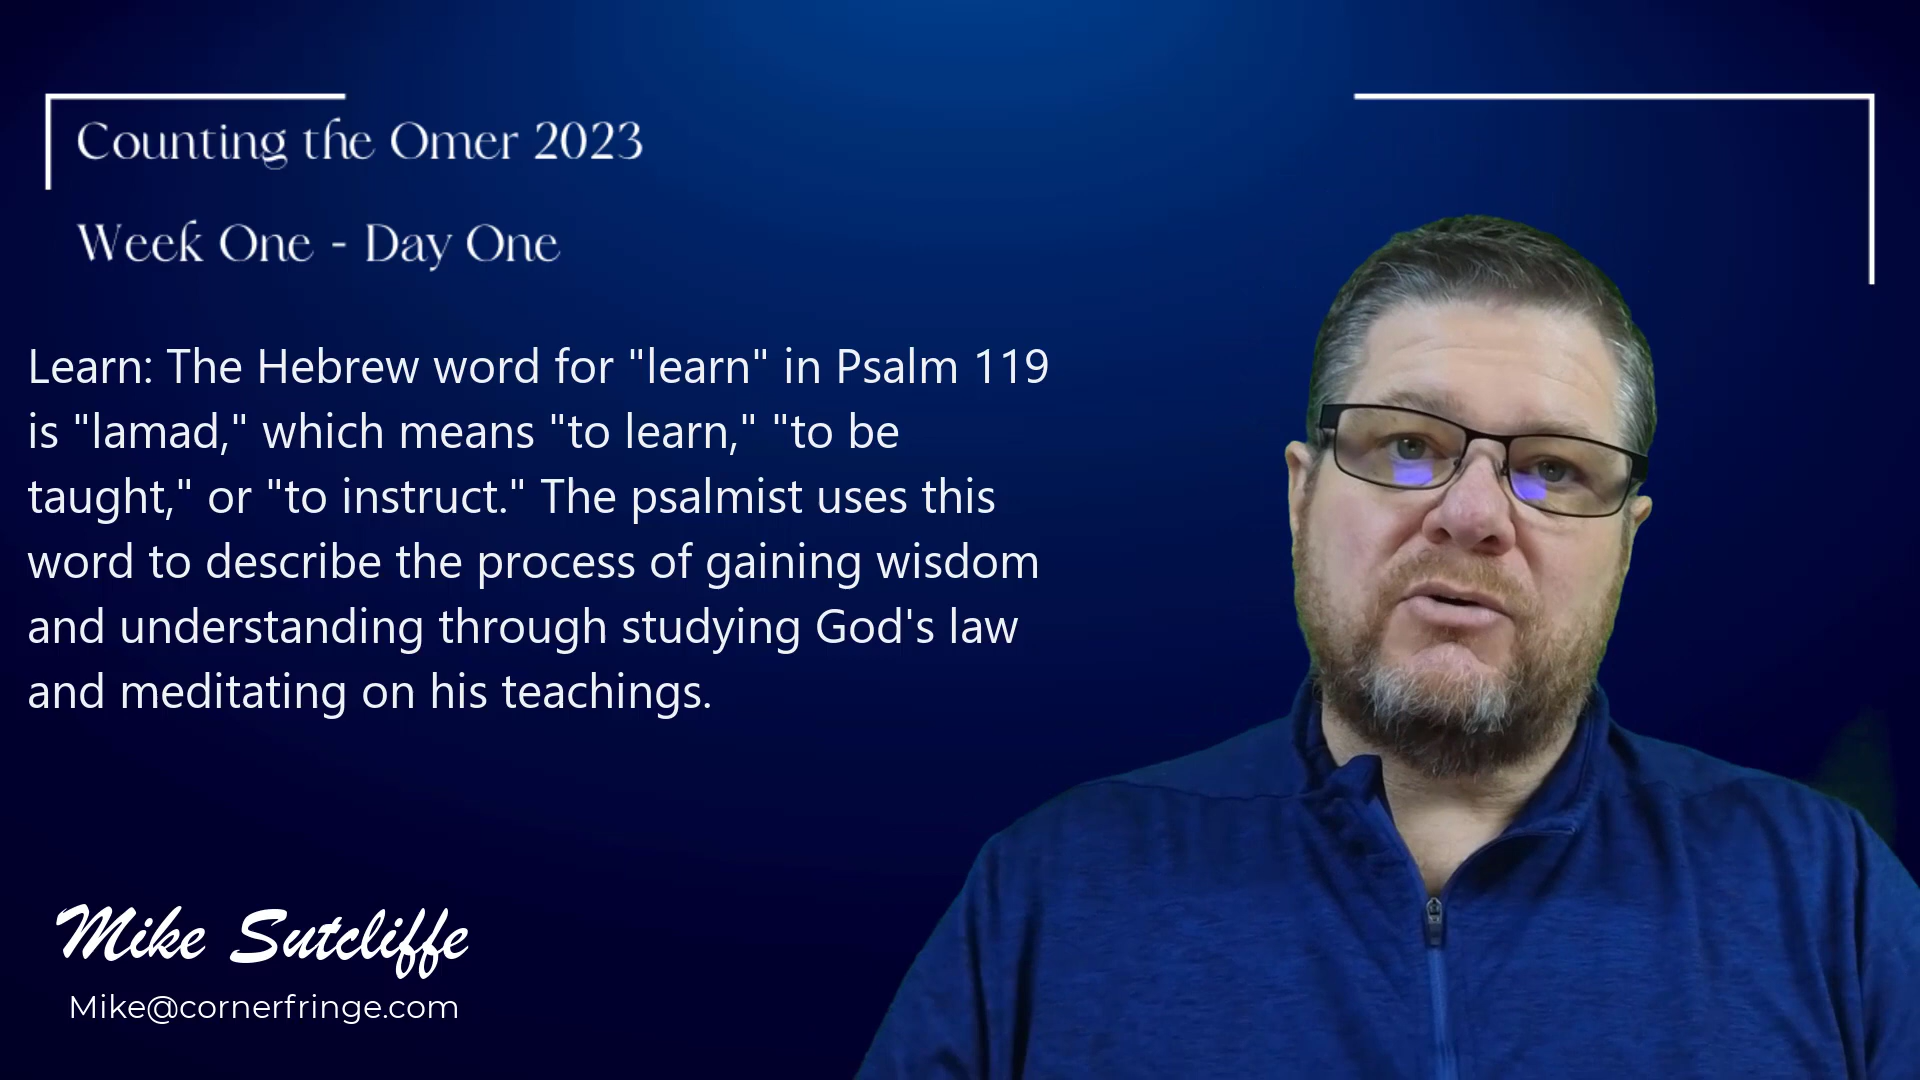 Counting the Omer 2023
Week One - Day One
Learn: The Hebrew word for "learn" in Psalm 119
is "lamad," which means "to learn," "to be
taught," or "to instruct." The psalmist uses this
word to describe the process of gaining wisdom
and understanding through studying God's law
and meditating on his teachings.
Mike Sutcliffe
Mike@cornerfringe.com